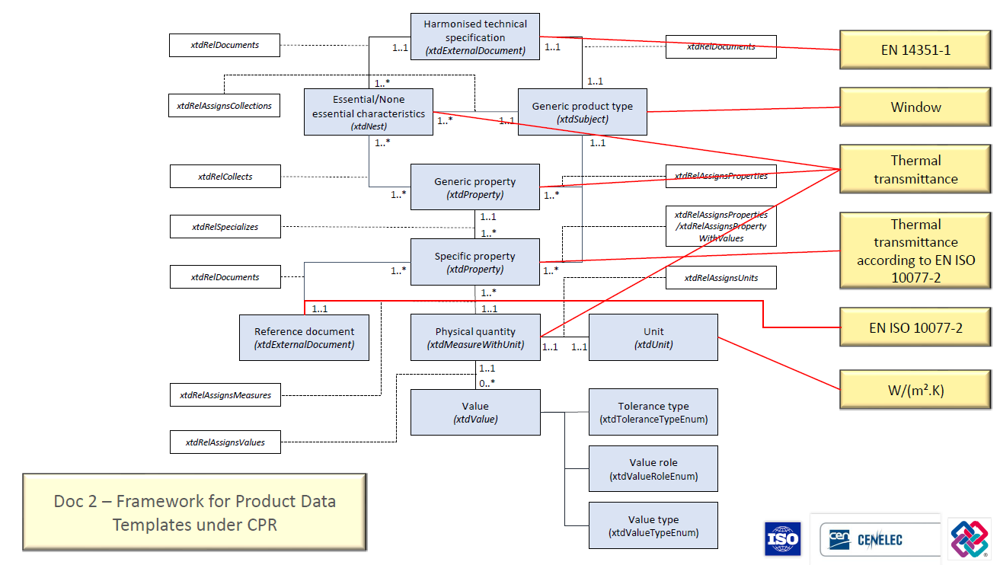 Harmonised technical
specification
(xtdExternalDocument)
xtdRelDocuments
1..1
1..1
xtdRelDocuments
EN 14351-1
1..*
1..1
xtdRelAssignsCollections
Essential/None
essential characteristics
(xtdNest)
1..*
1..1
Generic product type
(xtdSubject)
Window
1..*
1..1
Thermal
transmittance
xtdRelCollects
Generic property
(xtdProperty)
1..*
1..*
xtdRelAssignsProperties
1..1
xtdRelSpecializes
1..*
xtdRelAssignsProperties
/xtdRelAssignsProperty
WithValues
Thermal
transmittance
according to EN ISO
10077-2
Specific property
(xtdProperty)
1..*
1..*
xtdRelDocuments
xtdRelAssignsUnits
1..*
1..1
1..1
Reference document
(xtdExternalDocument)
Physical quantity
(xtdMeasureWithUnit)
1..1
1..1
Unit
(xtdUnit)
EN ISO 10077-2
1..1
0..*
xtdRelAssignsMeasures
W/(m².K)
Value
(xtdValue)
Tolerance type
(xtdToleranceTypeEnum)
xtdRelAssignsValues
Value role
(xtdValueRoleEnum)
Value type
(xtdValueTypeEnum)
Doc 2 – Framework for Product Data
Templates under CPR
ISO
cen
CENELEC
®